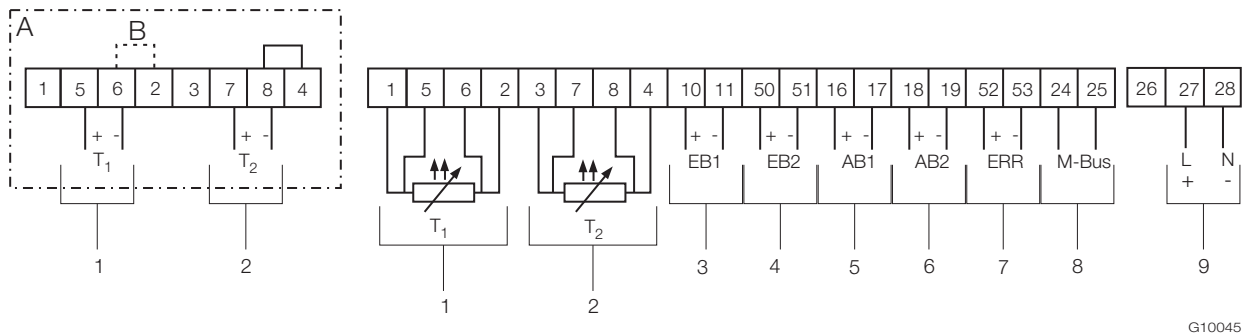 A
B
1 5 6 2 3 7 8 4
+ - + -
T₁ T₂
1 2
1 5 6 2 3 7 8 4 10 11 50 51 16 17 18 19 52 53 24 25
+ - + - + - + - + -
EB1 EB2 AB1 AB2 ERR M-Bus
T₁ T₂
1 2 3 4 5 6 7 8
26 27 28
L N
+ -
9
G10045